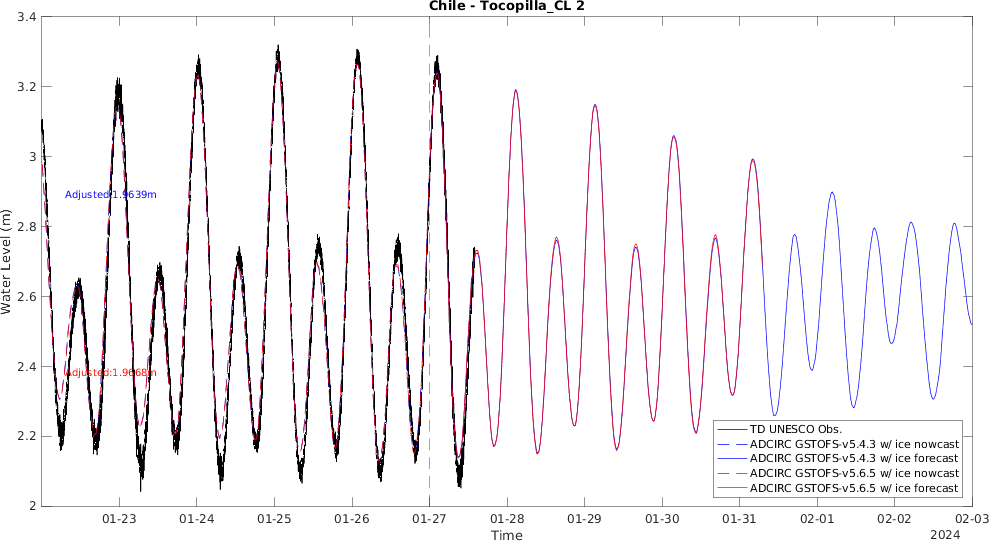 Chile - Tocopilla_CL 2
3.4
3.2
3
2.8
2.6
2.4
2.2
2
Water Level (m)
Adjusted:1.9639m
Adjusted:1.9668m
TD UNESCO Obs.
ADCIRC GSTOFS-v5.4.3 w/ ice nowcast
ADCIRC GSTOFS-v5.4.3 w/ ice forecast
ADCIRC GSTOFS-v5.6.5 w/ ice nowcast
ADCIRC GSTOFS-v5.6.5 w/ ice forecast
01-23 01-24 01-25 01-26 01-27 01-28 01-29 01-30 01-31 02-01 02-02 02-03
Time
2024